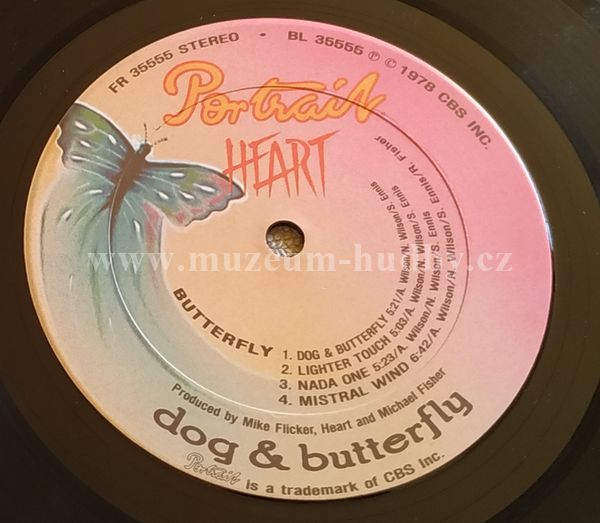 FR 35555 STEREO • BL 35555 Ⓟ © 1978 CBS INC.
Portrait
HEART
www.muzeum-hudby.cz
BUTTERFLY
1. DOG & BUTTERFLY 5:21/A. Wilson/N. Wilson/S. Ennis
2. LIGHTER TOUCH 5:03/A. Wilson/N. Wilson/S. Ennis
3. NADA ONE 5:23/A. Wilson/N. Wilson/S. Ennis
4. MISTRAL WIND 6:42/A. Wilson/N. Wilson/S. Ennis/R. Fisher
Produced by Mike Flicker, Heart and Michael Fisher
dog & butterfly
Portrait is a trademark of CBS Inc.